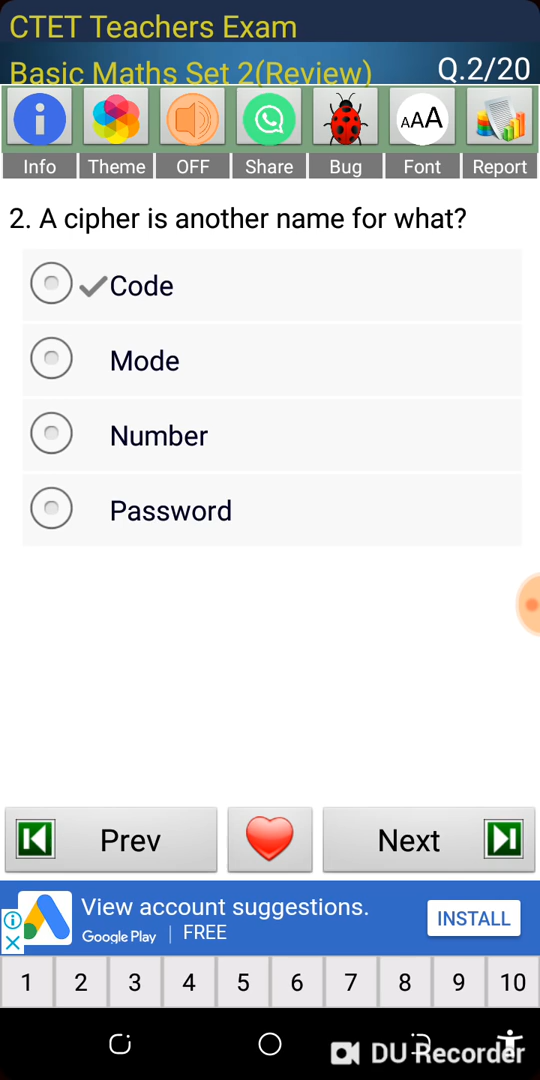 CTET Teachers Exam
Basic Maths Set 2(Review) Q.2/20
AAA
Info Theme OFF Share Bug Font Report
2. A cipher is another name for what?
Code
Mode
Number
Password
Prev Next
View account suggestions.
Google Play | FREE
INSTALL
1 2 3 4 5 6 7 8 9 10
DU Recorder